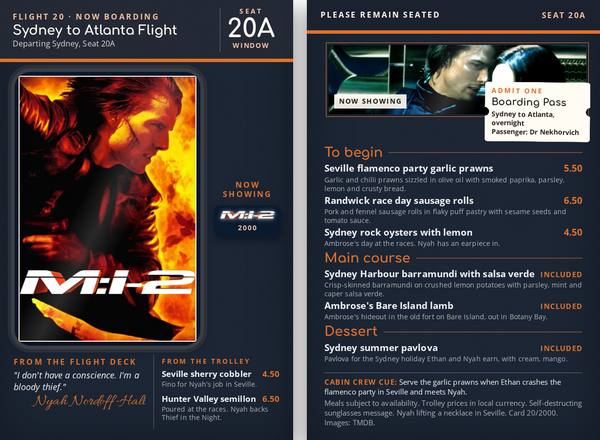 FLIGHT 20 · NOW BOARDING
Sydney to Atlanta Flight
Departing Sydney, Seat 20A
SEAT
20A
WINDOW
M:I-2
NOW
SHOWING
M:I-2
2000
FROM THE FLIGHT DECK
"I don't have a conscience. I'm a
bloody thief."
Nyah Nordoff-Hall
FROM THE TROLLEY
Seville sherry cobbler 4.50
Fino for Nyah's job in Seville.
Hunter Valley semillon 6.50
Poured at the races. Nyah backs
Thief in the Night.
PLEASE REMAIN SEATED
SEAT 20A
NOW SHOWING
ADMIT ONE
Boarding Pass
Sydney to Atlanta,
overnight
Passenger: Dr Nekhorvich
To begin
Seville flamenco party garlic prawns 5.50
Garlic and chilli prawns sizzled in olive oil with smoked paprika, parsley,
lemon and crusty bread.
Randwick race day sausage rolls 6.50
Pork and fennel sausage rolls in flaky puff pastry with sesame seeds and
tomato sauce.
Sydney rock oysters with lemon 4.50
Ambrose's day at the races. Nyah has an earpiece in.
Main course
Sydney Harbour barramundi with salsa verde INCLUDED
Crisp-skinned barramundi on crushed lemon potatoes with parsley, mint and
caper salsa verde.
Ambrose's Bare Island lamb INCLUDED
Ambrose's hideout in the old fort on Bare Island, out in Botany Bay.
Dessert
Sydney summer pavlova INCLUDED
Pavlova for the Sydney holiday Ethan and Nyah earn, with cream, mango.
CABIN CREW CUE: Serve the garlic prawns when Ethan crashes the
flamenco party in Seville and meets Nyah.
Meals subject to availability. Trolley prices in local currency. Self-destructing
sunglasses message. Nyah lifting a necklace in Seville. Card 20/2000.
Images: TMDB.